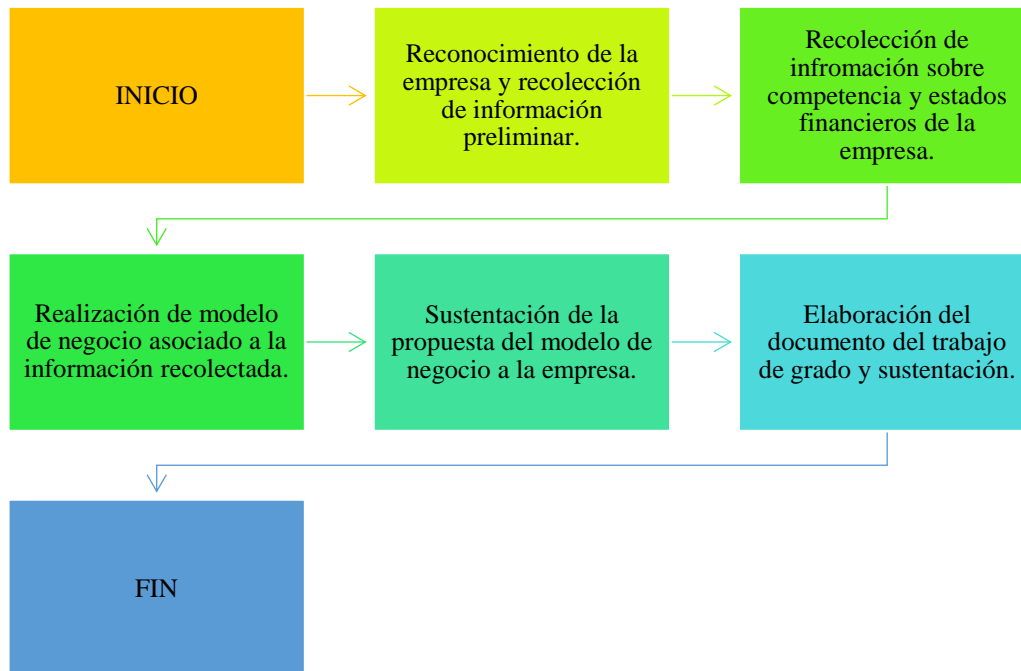 INICIO
Reconocimiento de la
empresa y recolección
de información
preliminar.
Recolección de
infromación sobre
competencia y estados
financieros de la
empresa.
Realización de modelo
de negocio asociado a la
información recolectada.
Sustentación de la
propuesta del modelo de
negocio a la empresa.
Elaboración del
documento del trabajo
de grado y sustentación.
FIN